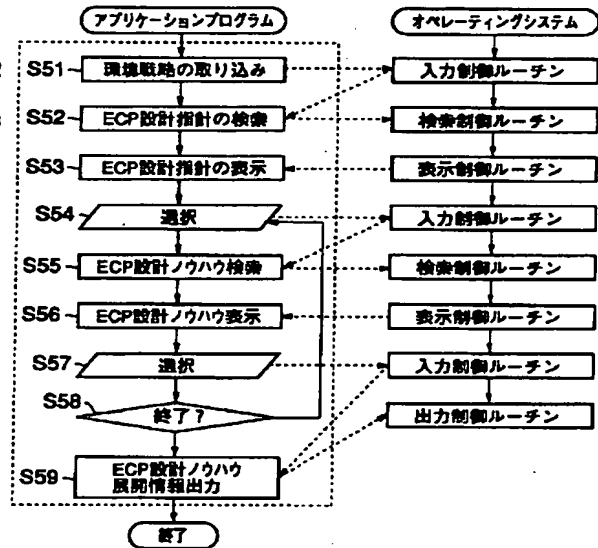 アプリケーションプログラム
オペレーティングシステム
S51
環境戦略の取り込み
入力制御ルーチン
S52
ECP設計指針の検索
検索制御ルーチン
S53
ECP設計指針の表示
表示制御ルーチン
S54
選択
入力制御ルーチン
S55
ECP設計ノウハウ検索
検索制御ルーチン
S56
ECP設計ノウハウ表示
表示制御ルーチン
S57
選択
入力制御ルーチン
S58
終了?
出力制御ルーチン
S59
ECP設計ノウハウ
展開情報出力
終了